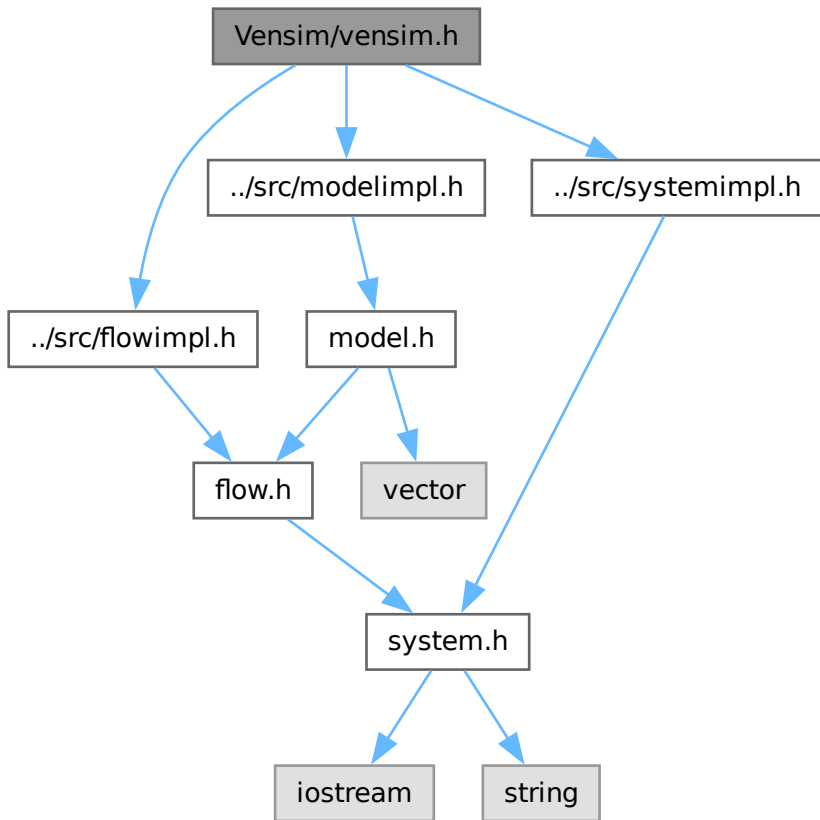 Vensim/vensim.h
../src/modelimpl.h
../src/systemimpl.h
../src/flowimpl.h
model.h
flow.h
vector
system.h
iostream
string